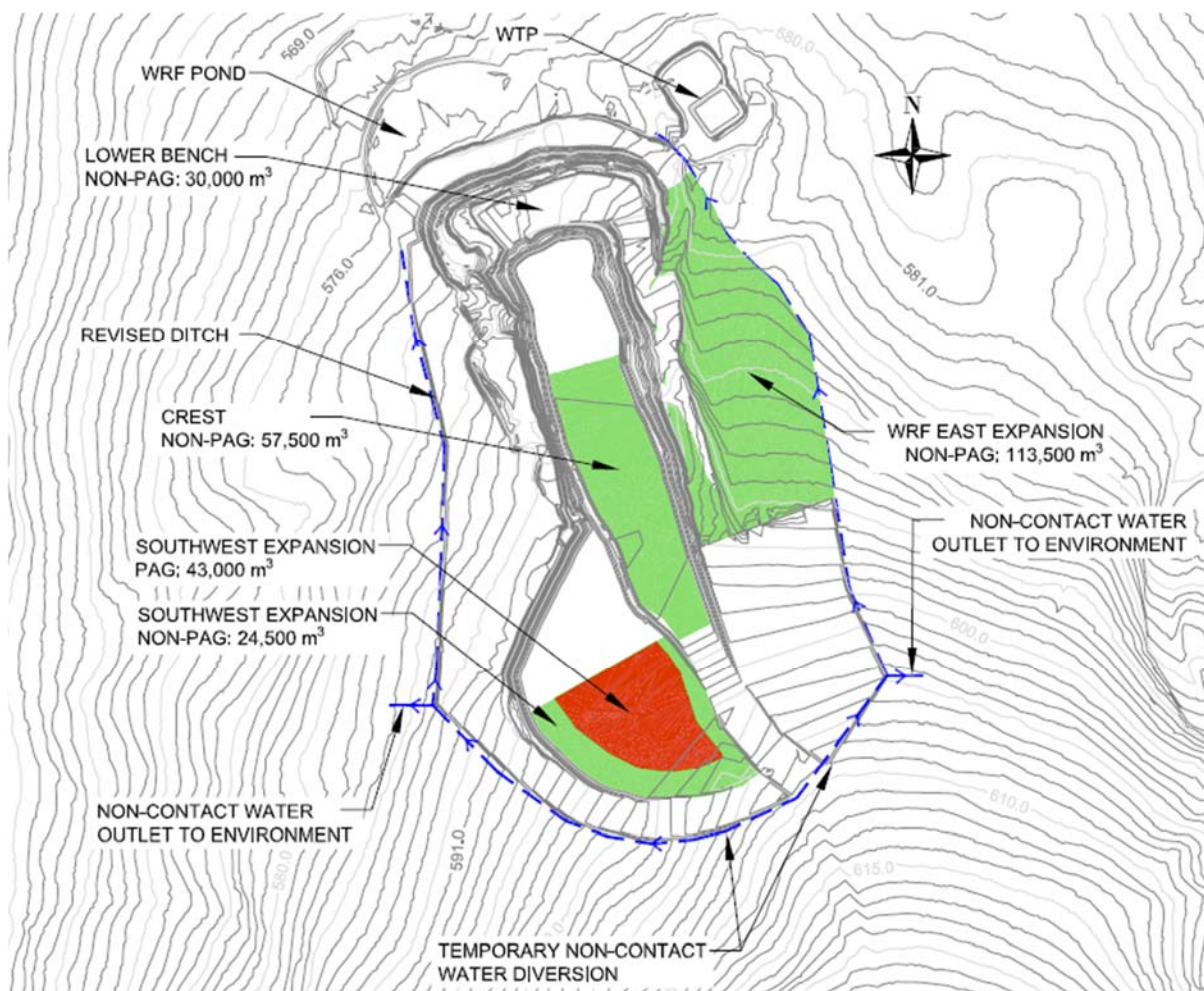 569.0
WTP
580.0
WRF POND
N
LOWER BENCH
NON-PAG: 30,000 m³
576.0
581.0
REVISED DITCH
CREST
NON-PAG: 57,500 m³
WRF EAST EXPANSION
NON-PAG; 113,500 m³
NON-CONTACT WATER
OUTLET TO ENVIRONMENT
SOUTHWEST EXPANSION
PAG; 43,000 m³
SOUTHWEST EXPANSION
NON-PAG: 24,500 m³
600.0
NON-CONTACT WATER
OUTLET TO ENVIRONMENT
591.0
580.0
610.0
615.0
TEMPORARY NON-CONTACT
WATER DIVERSION